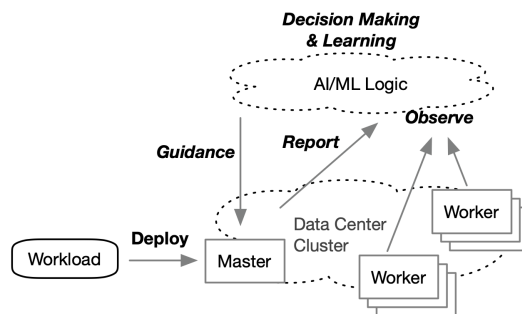 Decision Making
& Learning
AI/ML Logic
Observe
Report
Guidance
Worker
Data Center
Cluster
Deploy
Workload
Master
Worker